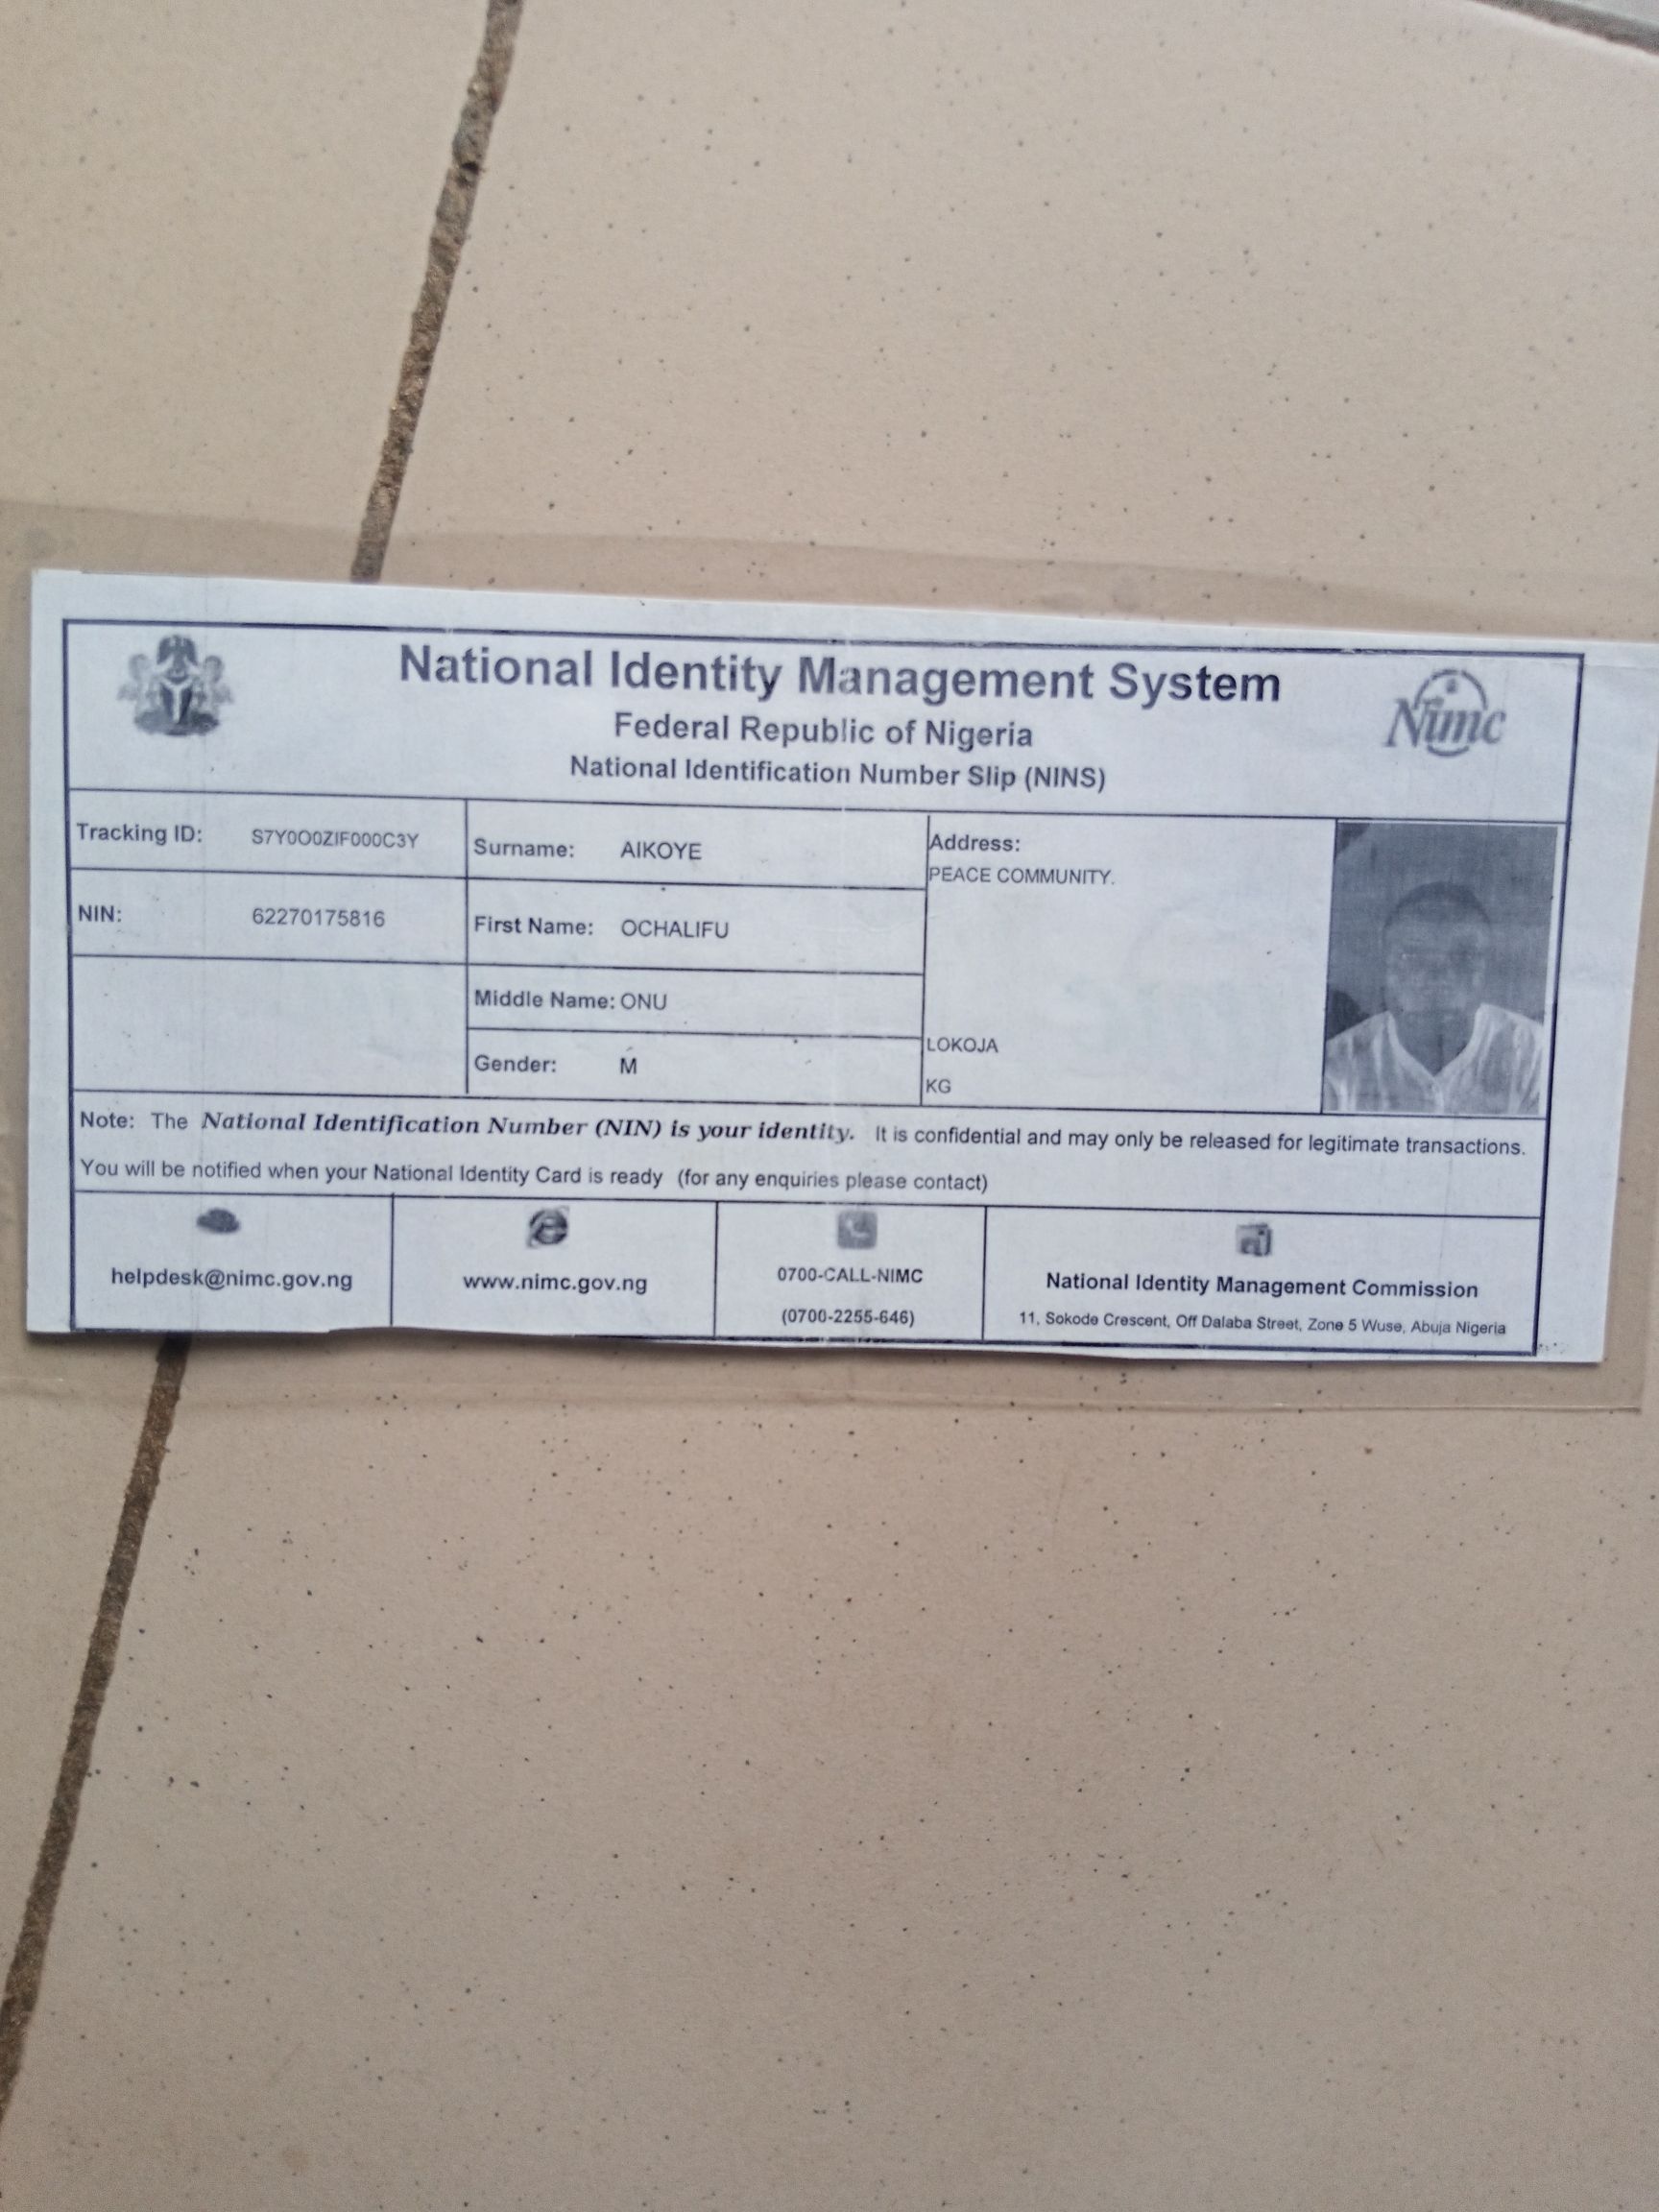 National Identity Management System
Federal Republic of Nigeria
National Identification Number Slip (NINS)
Nimc
Tracking ID: S7Y0O0ZIF000C3Y
NIN: 62270175816
Surname: AIKOYE
First Name: OCHALIFU
Middle Name: ONU
Gender: M
Address:
PEACE COMMUNITY.
LOKOJA
KG
Note: The National Identification Number (NIN) is your identity. It is confidential and may only be released for legitimate transactions.
You will be notified when your National Identity Card is ready (for any enquiries please contact)
helpdesk@nimc.gov.ng
www.nimc.gov.ng
0700-CALL-NIMC
(0700-2255-646)
National Identity Management Commission
11, Sokode Crescent, Off Dalaba Street, Zone 5 Wuse, Abuja Nigeria